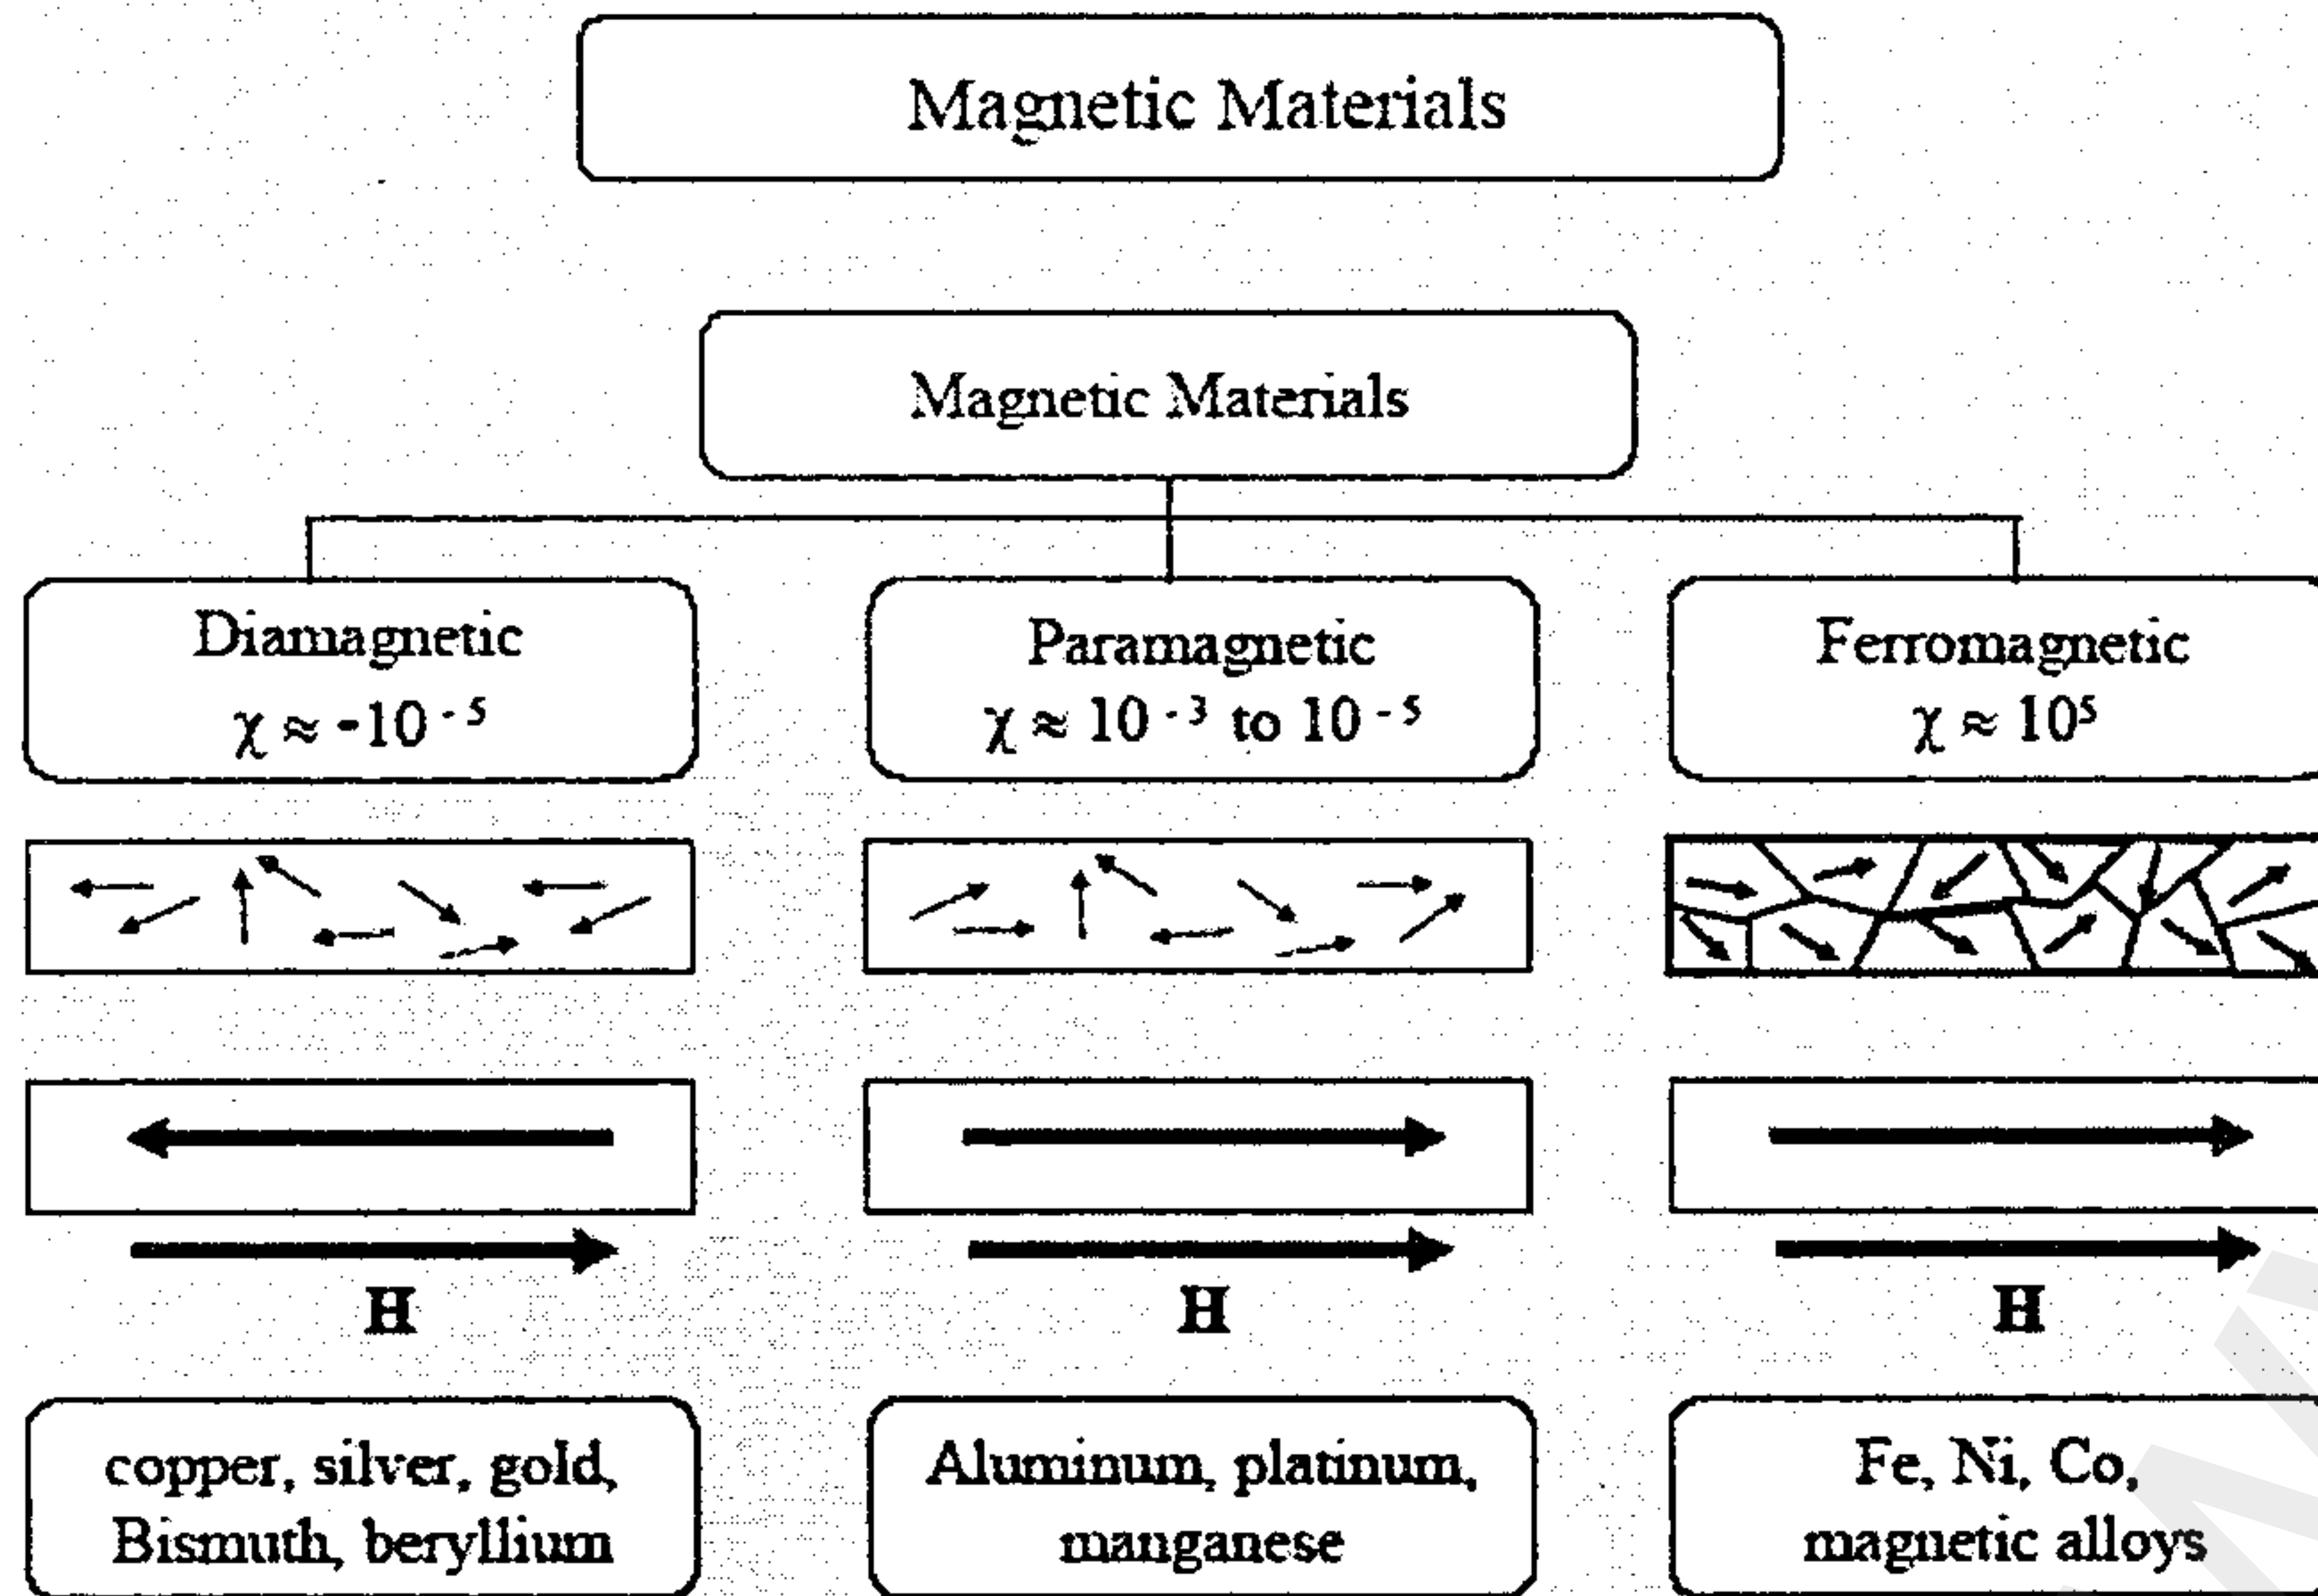 Magnetic Materials
Magnetic Materials
Diamagnetic
χ ≈ -10⁻⁵
Paramagnetic
χ ≈ 10⁻³ to 10⁻⁵
Ferromagnetic
χ ≈ 10⁵
H
H
H
copper, silver, gold,
Bismuth, beryllium
Aluminum, platinum,
manganese
Fe, Ni, Co,
magnetic alloys